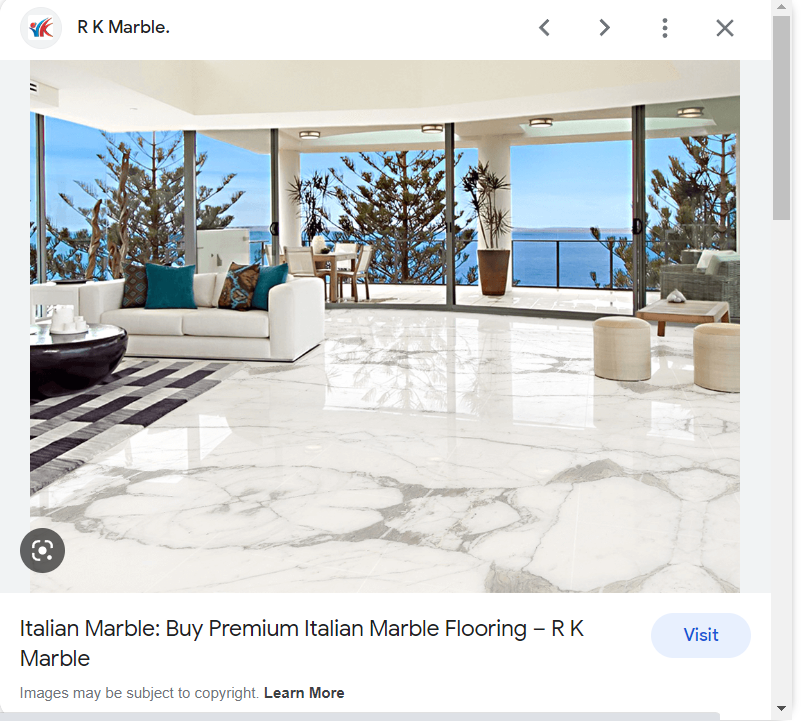 R K Marble.
Italian Marble: Buy Premium Italian Marble Flooring – R K
Marble
Visit
Images may be subject to copyright. Learn More